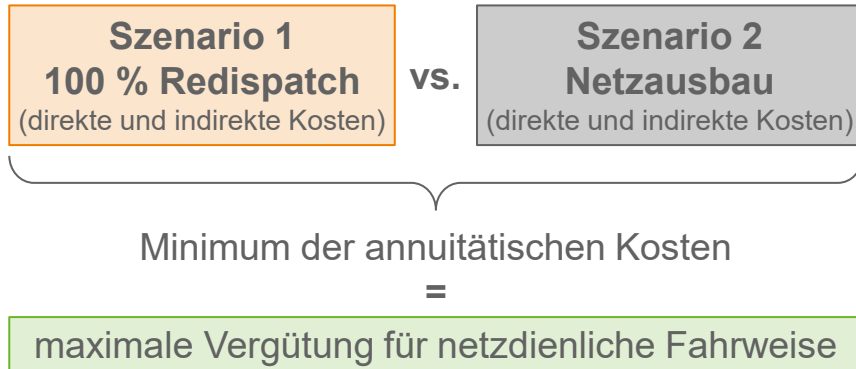 Szenario 1
100 % Redispatch
(direkte und indirekte Kosten)
vs.
Szenario 2
Netzausbau
(direkte und indirekte Kosten)
Minimum der annuitätischen Kosten
=
maximale Vergütung für netzdienliche Fahrweise